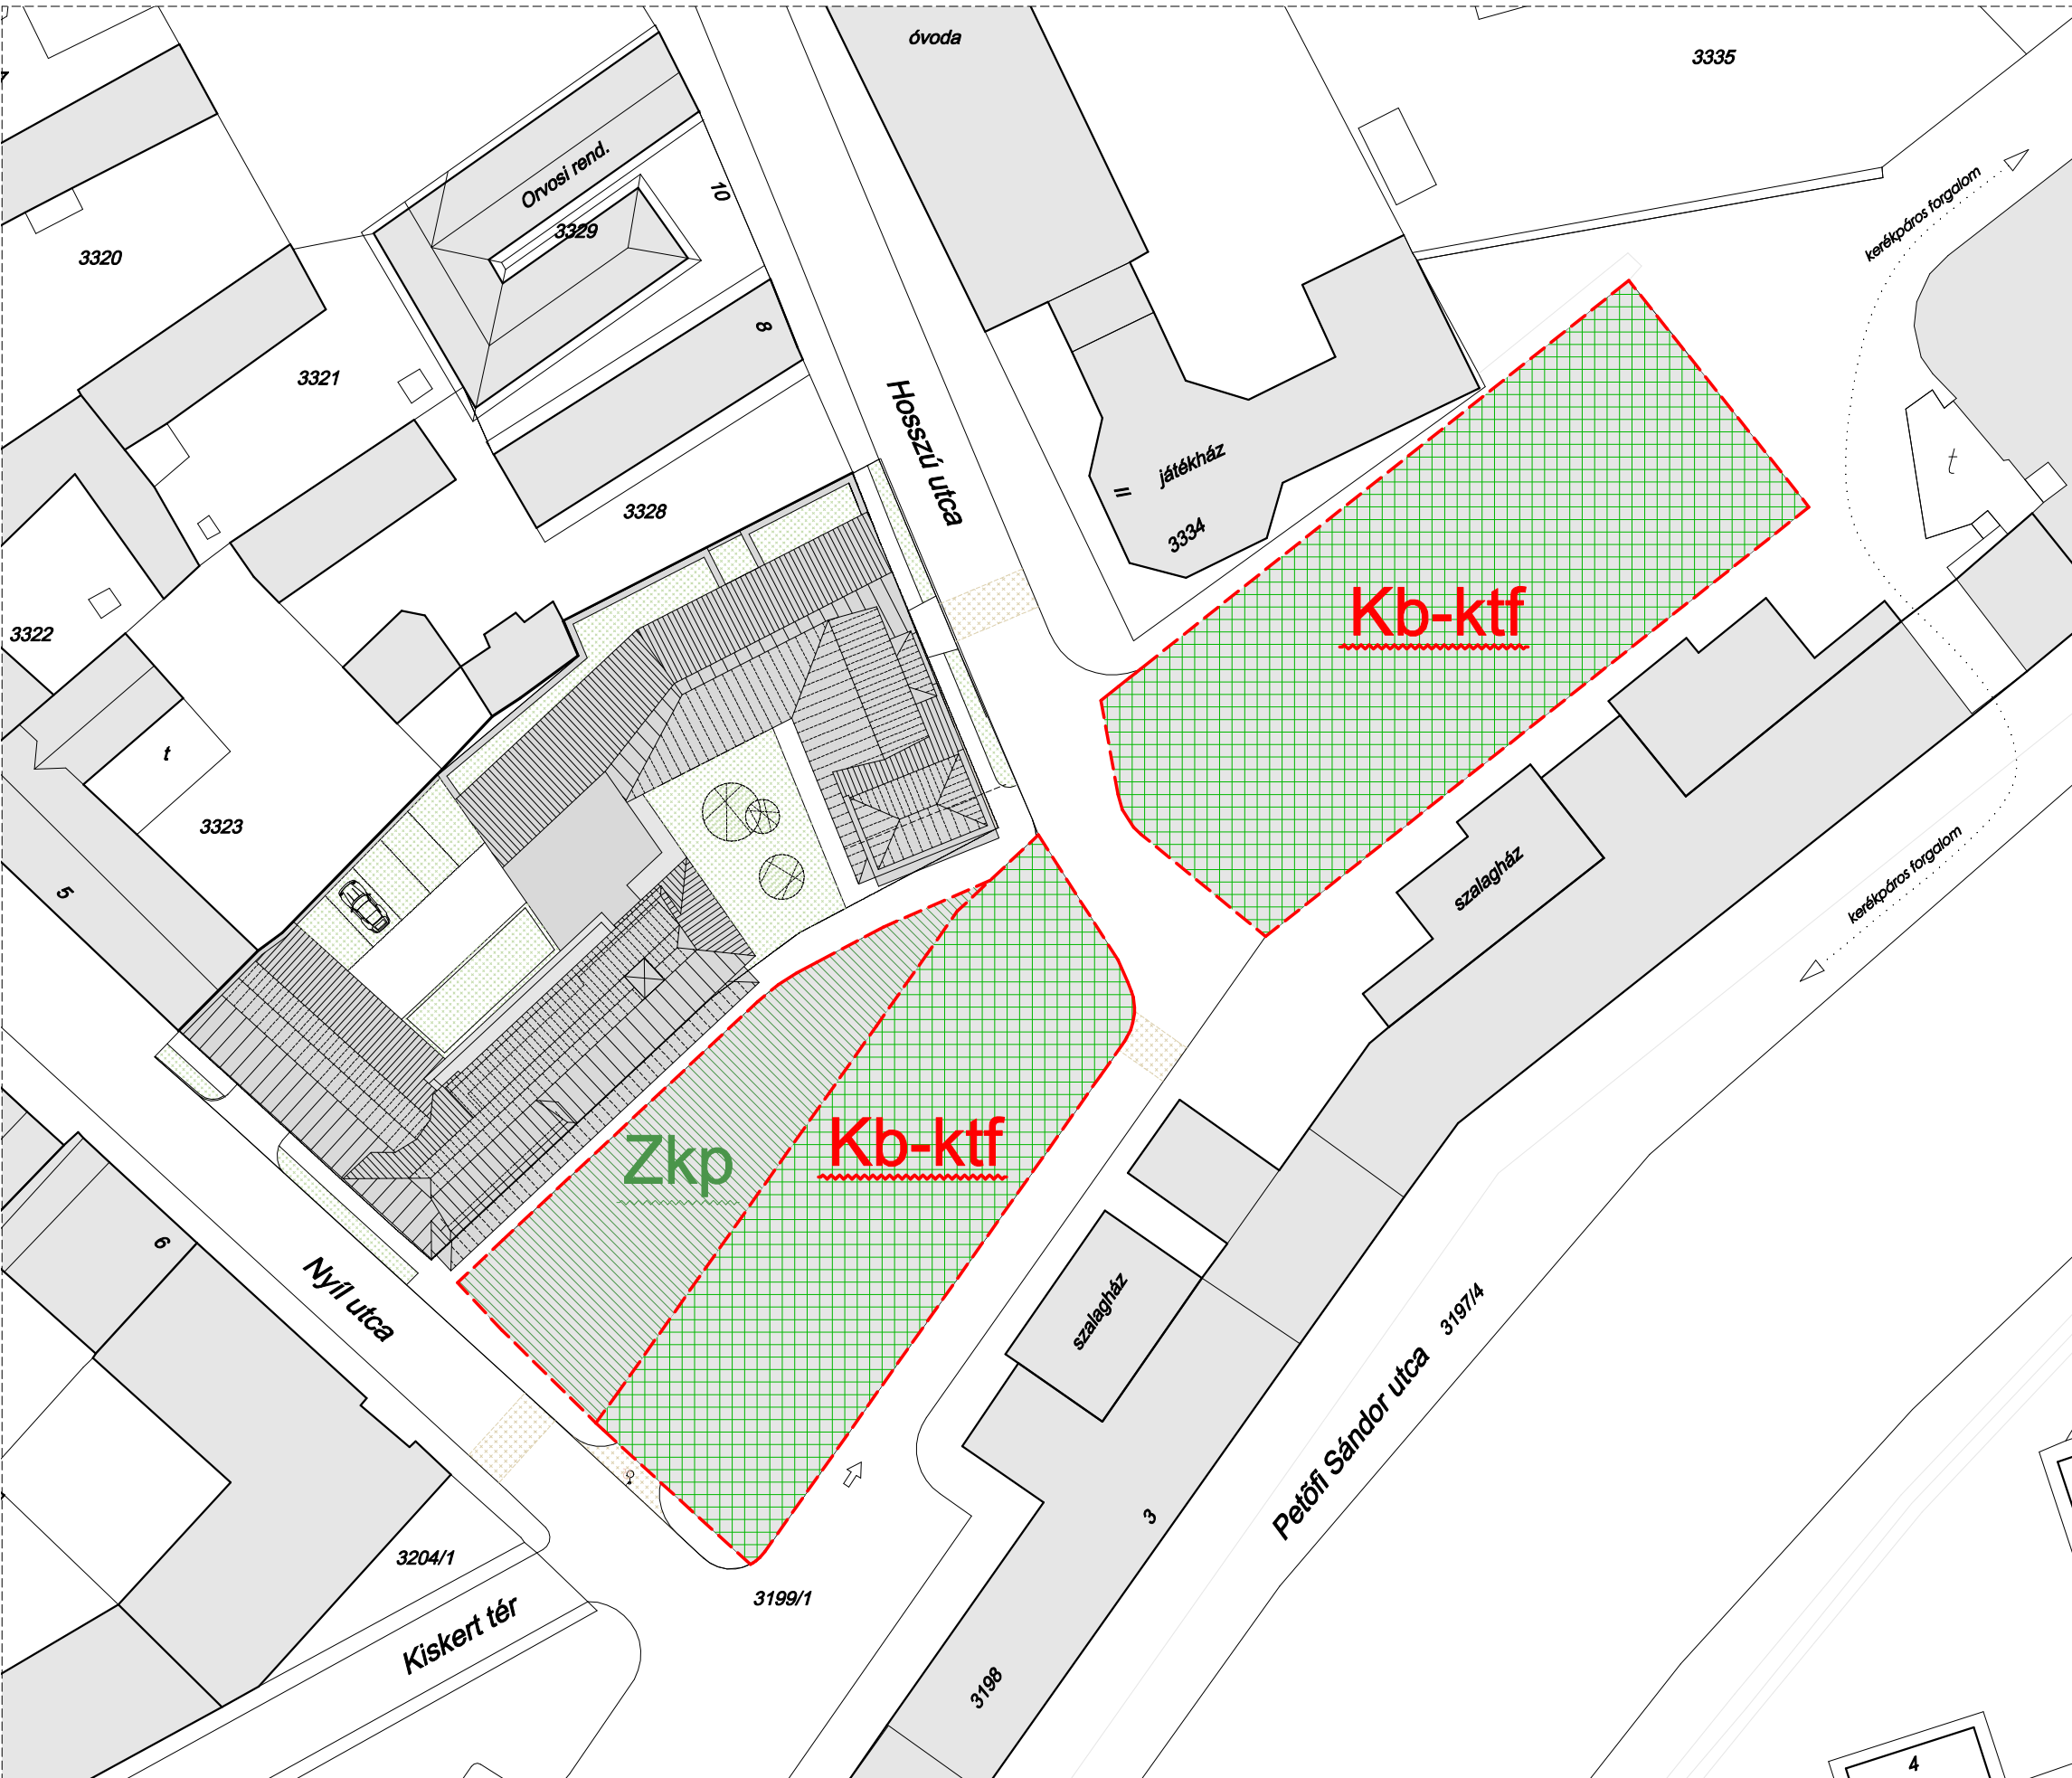 óvoda
3335
Orvosi rend.
10
kerékpáros forgalom
3329
3320
8
3321
Hosszú utca
játékház
=
t
3328
3334
Kb-ktf
3322
t
3323
szalagház
5
kerékpáros forgalom
Kb-ktf
Zkp
6
Nyíl utca
szalagház
3197/4
Petőfi Sándor utca
3
3204/1
3199/1
Kiskert tér
3198
4